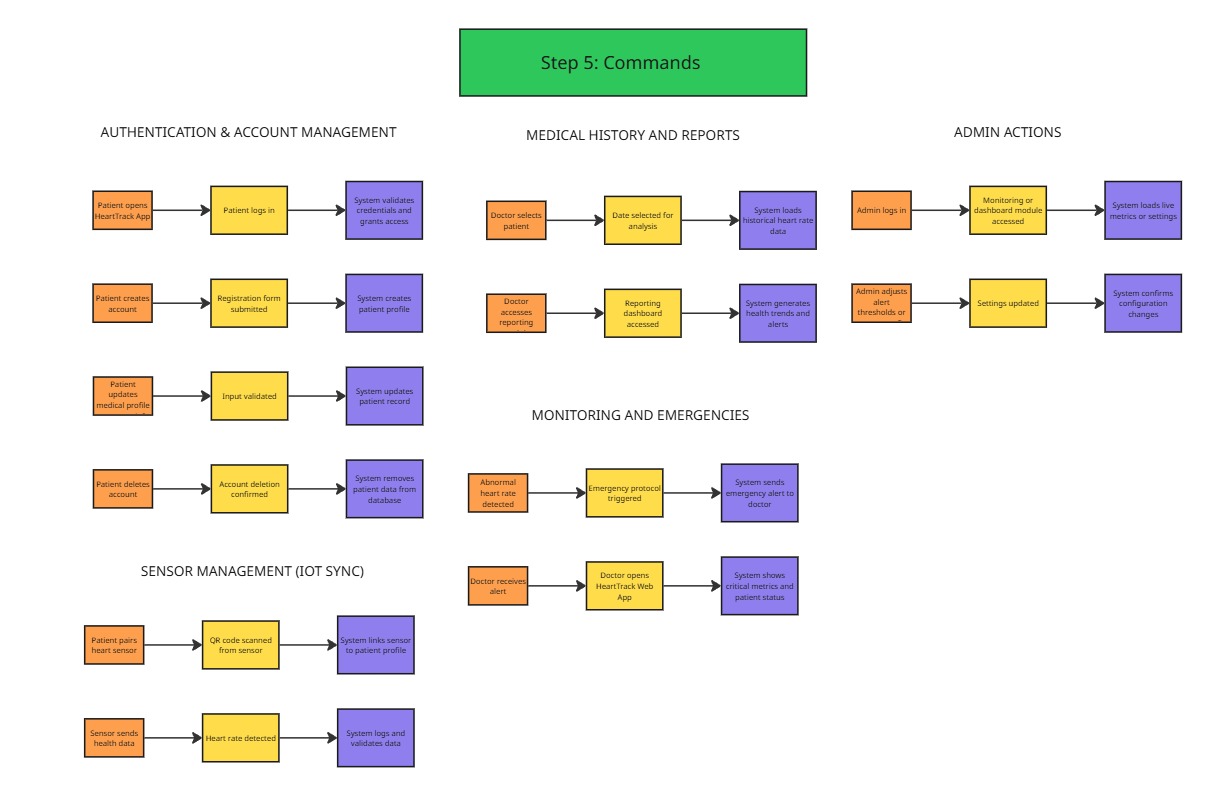 Step 5: Commands
AUTHENTICATION & ACCOUNT MANAGEMENT
Patient opens
HeartTrack App
Patient logs in
System validates
credentials and
grants access
Patient creates
account
Registration form
submitted
System creates
patient profile
Patient
updates
medical profile
Input validated
System updates
patient record
Patient deletes
account
Account deletion
confirmed
System removes
patient data from
database
SENSOR MANAGEMENT (IOT SYNC)
Patient pairs
heart sensor
QR code scanned
from sensor
System links sensor
to patient profile
Sensor sends
health data
Heart rate detected
System logs and
validates data
MEDICAL HISTORY AND REPORTS
Doctor selects
patient
Date selected for
analysis
System loads
historical heart rate
data
Doctor
accesses
reporting
Reporting
dashboard
accessed
System generates
health trends and
alerts
MONITORING AND EMERGENCIES
Abnormal
heart rate
detected
Emergency protocol
triggered
System sends
emergency alert to
doctor
Doctor receives
alert
Doctor opens
HeartTrack Web
App
System shows
critical metrics and
patient status
ADMIN ACTIONS
Admin logs in
Monitoring or
dashboard module
accessed
System loads live
metrics or settings
Admin adjusts
alert
thresholds or
Settings updated
System confirms
configuration
changes